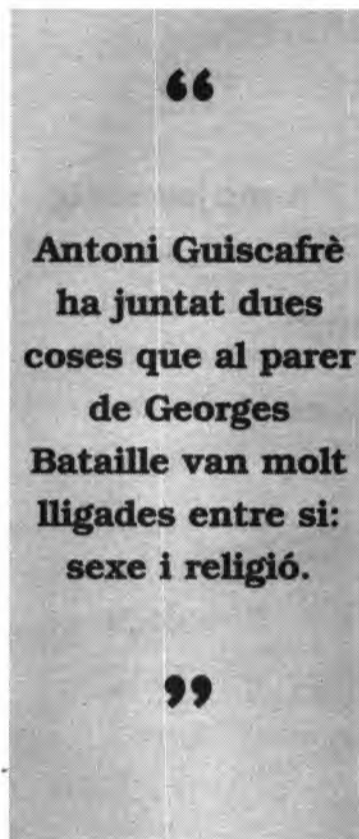 “
Antoni Guiscafrè
ha juntat dues
coses que al parer
de Georges
Bataille van molt
lligades entre si:
sexe i religió.
”